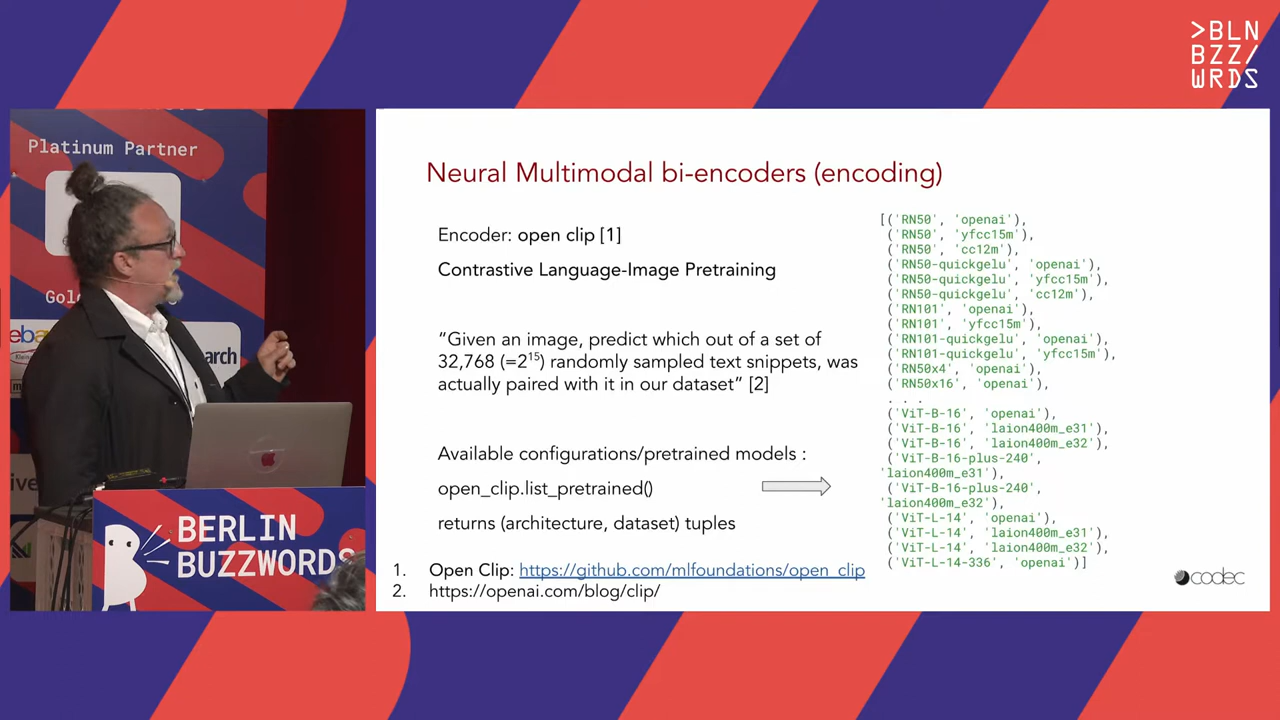 >BLN
BZZ/
WRDS
Platinum Partner
Gol
eba
arch
BERLIN
BUZZWORDS
Neural Multimodal bi-encoders (encoding)
Encoder: open clip [1]
Contrastive Language-Image Pretraining
“Given an image, predict which out of a set of
32,768 (=2¹⁵) randomly sampled text snippets, was
actually paired with it in our dataset” [2]
Available configurations/pretrained models :
open_clip.list_pretrained()
returns (architecture, dataset) tuples
1. Open Clip: https://github.com/mlfoundations/open_clip
2. https://openai.com/blog/clip/
[('RN50', 'openai'),
('RN50', 'yfcc15m'),
('RN50', 'cc12m'),
('RN50-quickgelu', 'openai'),
('RN50-quickgelu', 'yfcc15m'),
('RN50-quickgelu', 'cc12m'),
('RN101', 'openai'),
('RN101', 'yfcc15m'),
('RN101-quickgelu', 'openai'),
('RN101-quickgelu', 'yfcc15m'),
('RN50x4', 'openai'),
('RN50x16', 'openai'),
. . .
('ViT-B-16', 'openai'),
('ViT-B-16', 'laion400m_e31'),
('ViT-B-16', 'laion400m_e32'),
('ViT-B-16-plus-240',
'laion400m_e31'),
('ViT-B-16-plus-240',
'laion400m_e32'),
('ViT-L-14', 'openai'),
('ViT-L-14', 'laion400m_e31'),
('ViT-L-14', 'laion400m_e32'),
('ViT-L-14-336', 'openai')]
codec